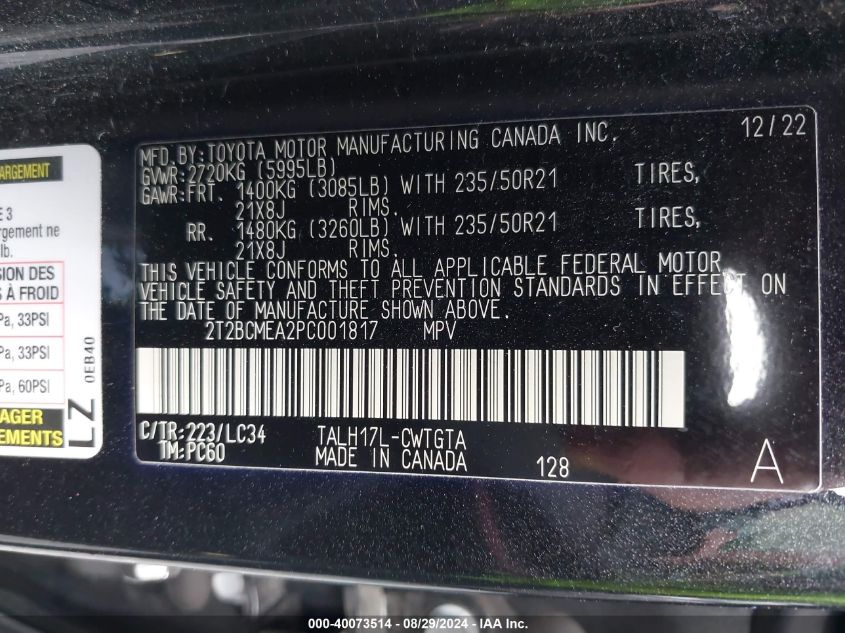 MFD. BY: TOYOTA MOTOR MANUFACTURING CANADA INC. 12/22
GVWR: 2720KG (5995LB)
GAWR: FRT. 1400KG (3085LB) WITH 235/50R21 TIRES,
21X8J RIMS.
RR. 1480KG (3260LB) WITH 235/50R21 TIRES,
21X8J RIMS.
THIS VEHICLE CONFORMS TO ALL APPLICABLE FEDERAL MOTOR
VEHICLE SAFETY AND THEFT PREVENTION STANDARDS IN EFFECT ON
THE DATE OF MANUFACTURE SHOWN ABOVE.
2T2BCMEA2PC001817 MPV
C/TR: 223/LC34 TALH17L-CWTGTA
TM: PC60 MADE IN CANADA 128 A
ARGEMENT
E 3
rgement ne
lb.
SION DES
S À FROID
Pa, 33PSI
Pa, 33PSI
Pa, 60PSI
AGER
EMENTS
LZ 0EB40
000-40073514 - 08/29/2024 - IAA Inc.